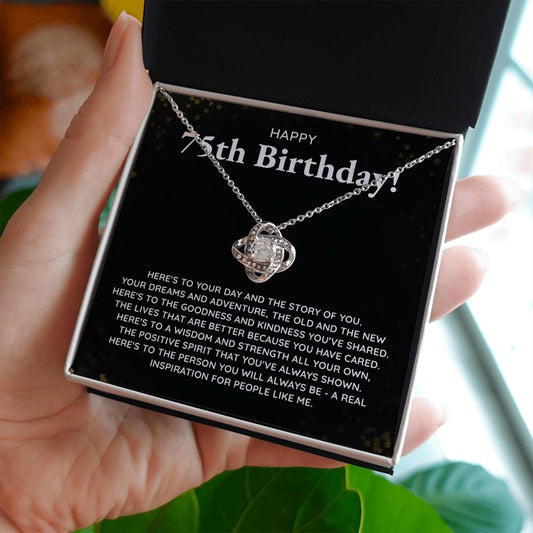 HAPPY
75th Birthday!
HERE'S TO YOUR DAY AND THE STORY OF YOU,
YOUR DREAMS AND ADVENTURE, THE OLD AND THE NEW
HERE'S TO THE GOODNESS AND KINDNESS YOU'VE SHARED.
THE LIVES THAT ARE BETTER BECAUSE YOU HAVE CARED.
HERE'S TO A WISDOM AND STRENGTH ALL YOUR OWN,
THE POSITIVE SPIRIT THAT YOU'VE ALWAYS SHOWN.
HERE'S TO THE PERSON YOU WILL ALWAYS BE - A REAL
INSPIRATION FOR PEOPLE LIKE ME.